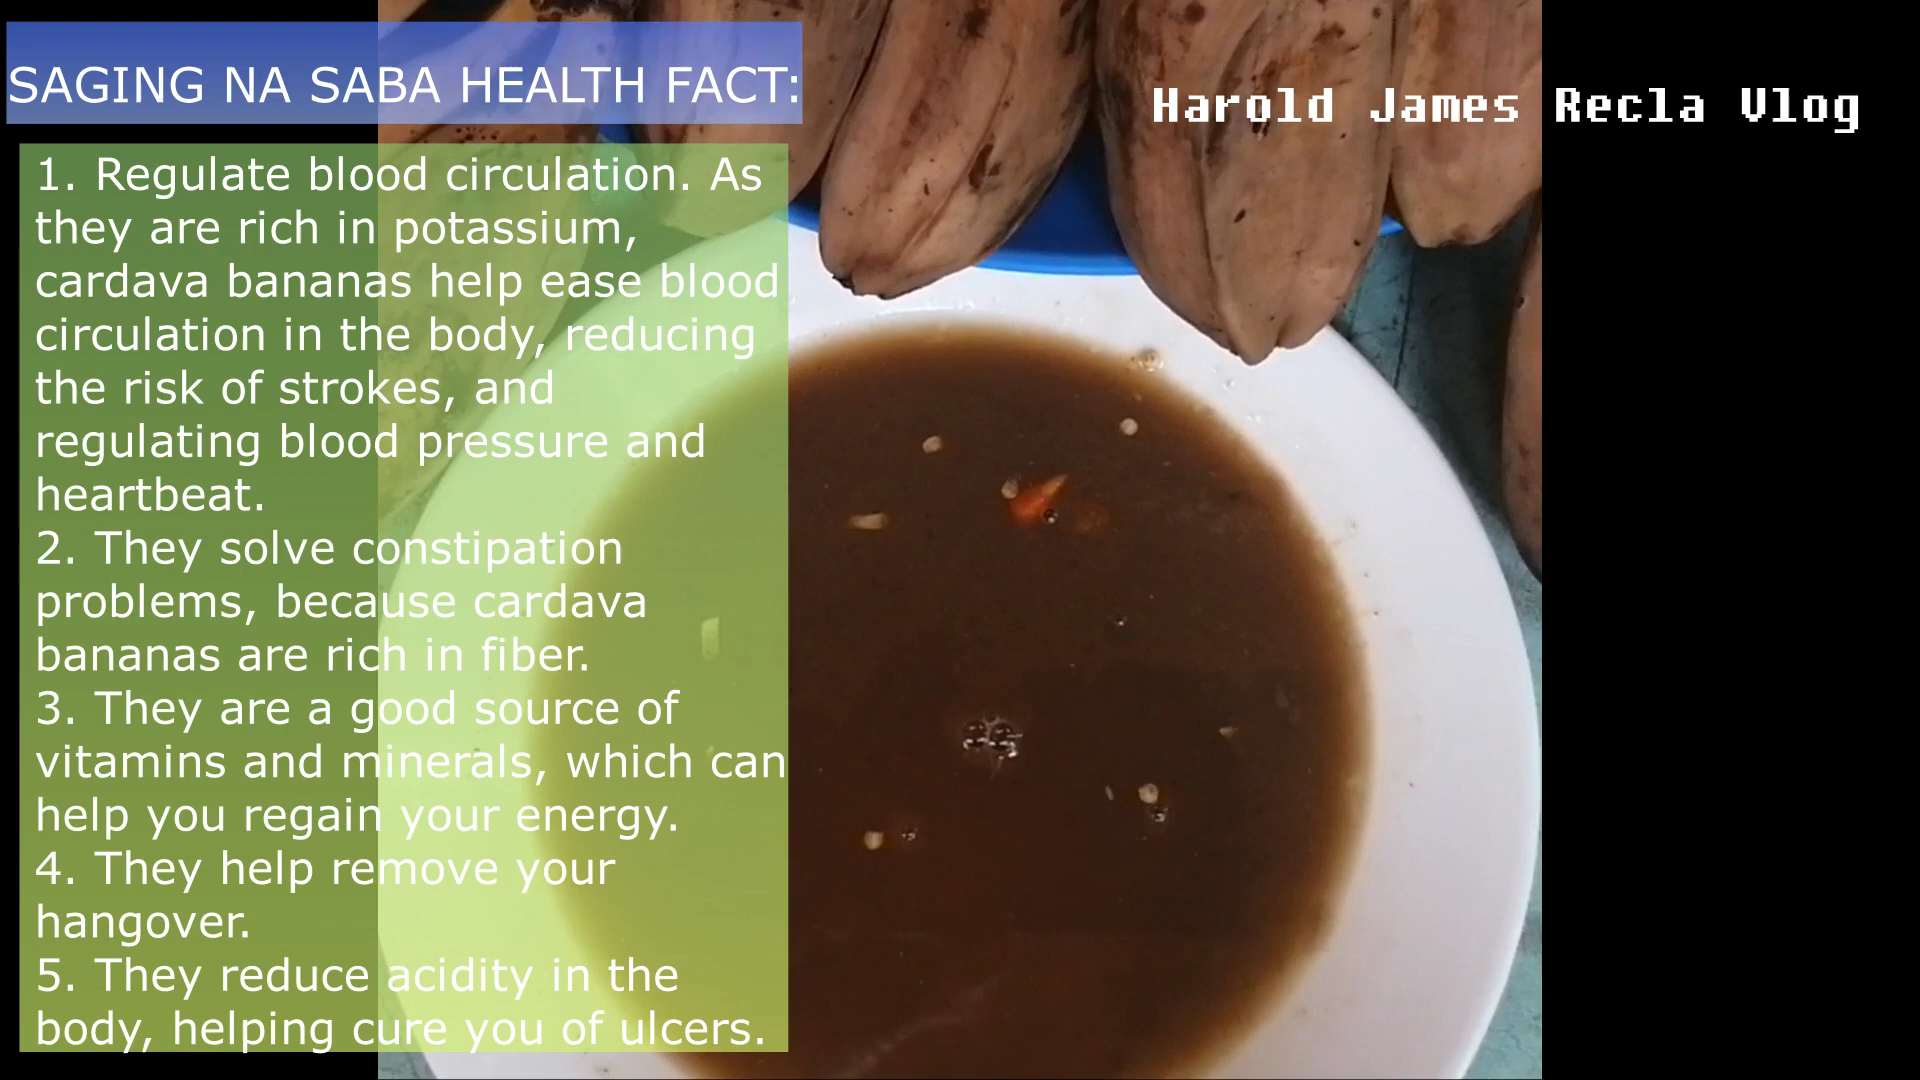 SAGING NA SABA HEALTH FACT:
Harold James Recla Vlog
1. Regulate blood circulation. As
they are rich in potassium,
cardava bananas help ease blood
circulation in the body, reducing
the risk of strokes, and
regulating blood pressure and
heartbeat.
2. They solve constipation
problems, because cardava
bananas are rich in fiber.
3. They are a good source of
vitamins and minerals, which can
help you regain your energy.
4. They help remove your
hangover.
5. They reduce acidity in the
body, helping cure you of ulcers.